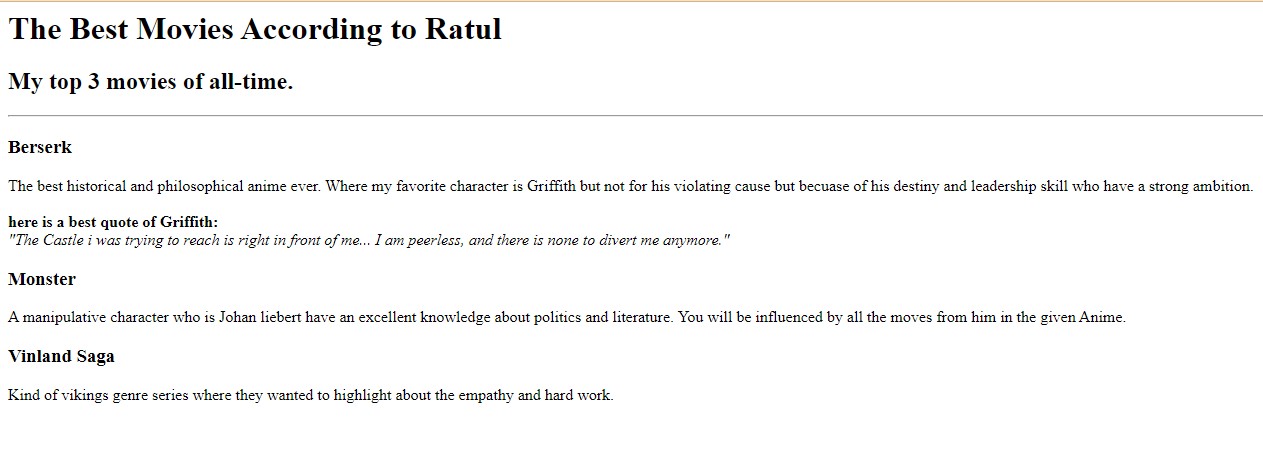 The Best Movies According to Ratul
My top 3 movies of all-time.
Berserk
The best historical and philosophical anime ever. Where my favorite character is Griffith but not for his violating cause but becuase of his destiny and leadership skill who have a strong ambition.
here is a best quote of Griffith:
"The Castle i was trying to reach is right in front of me... I am peerless, and there is none to divert me anymore."
Monster
A manipulative character who is Johan liebert have an excellent knowledge about politics and literature. You will be influenced by all the moves from him in the given Anime.
Vinland Saga
Kind of vikings genre series where they wanted to highlight about the empathy and hard work.